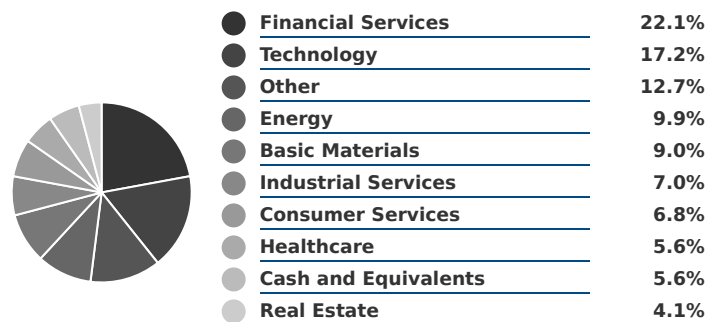 Financial Services 22.1%
Technology 17.2%
Other 12.7%
Energy 9.9%
Basic Materials 9.0%
Industrial Services 7.0%
Consumer Services 6.8%
Healthcare 5.6%
Cash and Equivalents 5.6%
Real Estate 4.1%